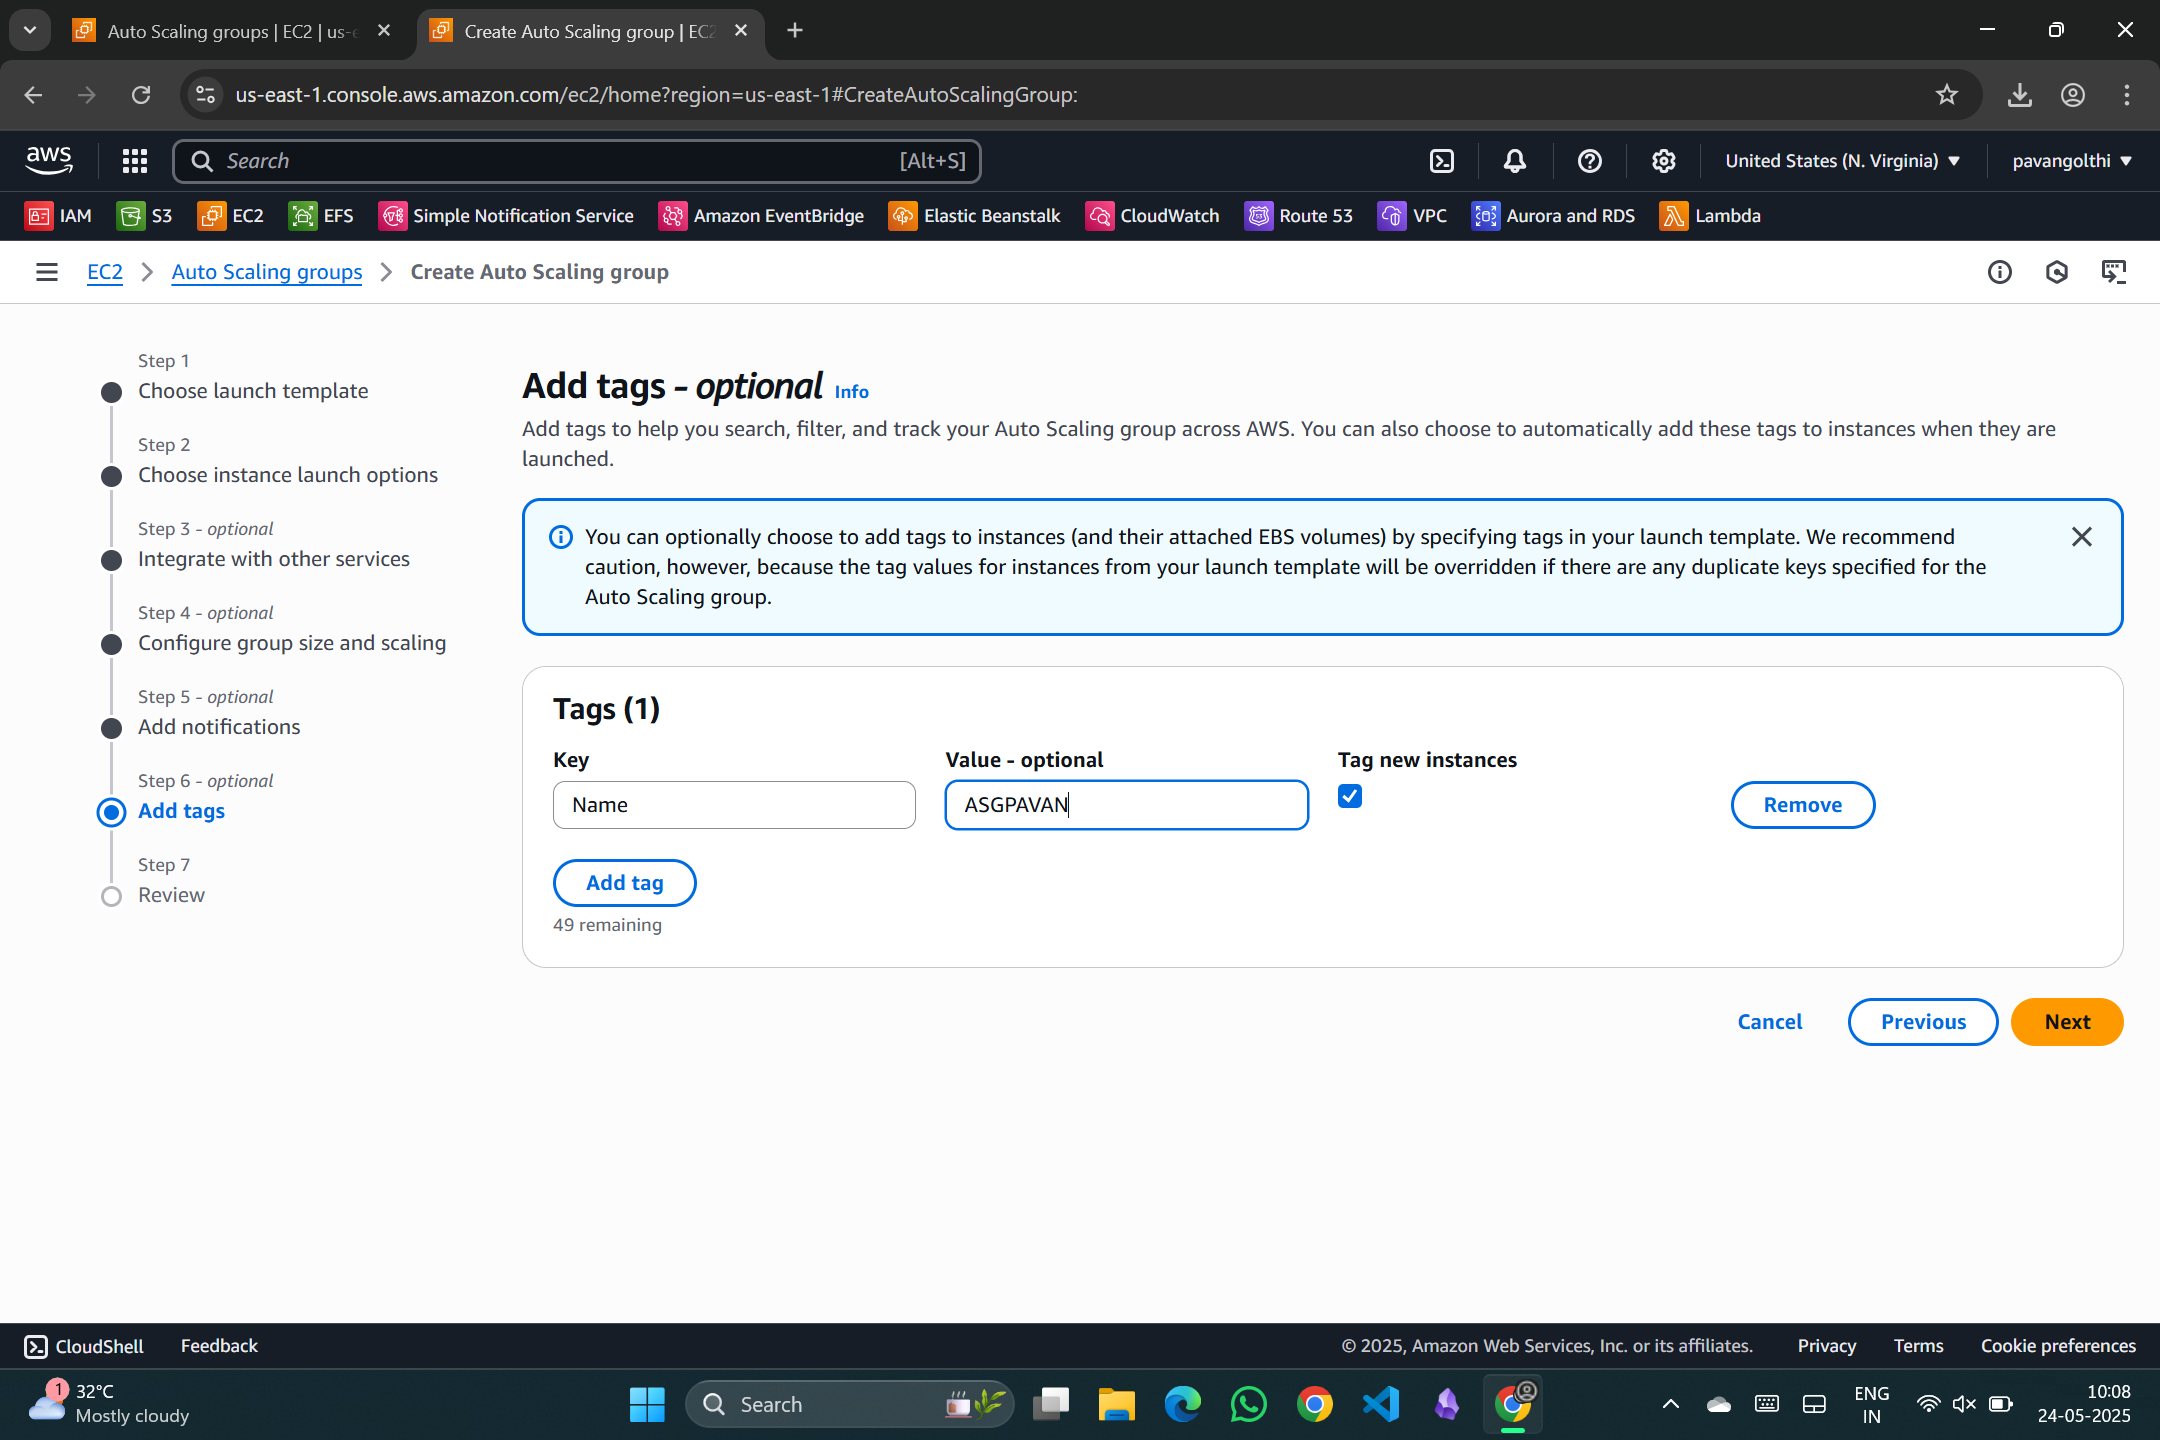 Auto Scaling groups | EC2 | us-e
Create Auto Scaling group | EC2
us-east-1.console.aws.amazon.com/ec2/home?region=us-east-1#CreateAutoScalingGroup:
aws
Search
[Alt+S]
United States (N. Virginia)
pavangolthi
IAM
S3
EC2
EFS
Simple Notification Service
Amazon EventBridge
Elastic Beanstalk
CloudWatch
Route 53
VPC
Aurora and RDS
Lambda
EC2
Auto Scaling groups
Create Auto Scaling group
Step 1
Choose launch template
Step 2
Choose instance launch options
Step 3 - optional
Integrate with other services
Step 4 - optional
Configure group size and scaling
Step 5 - optional
Add notifications
Step 6 - optional
Add tags
Step 7
Review
Add tags - optional Info
Add tags to help you search, filter, and track your Auto Scaling group across AWS. You can also choose to automatically add these tags to instances when they are
launched.
You can optionally choose to add tags to instances (and their attached EBS volumes) by specifying tags in your launch template. We recommend
caution, however, because the tag values for instances from your launch template will be overridden if there are any duplicate keys specified for the
Auto Scaling group.
Tags (1)
Key
Value - optional
Tag new instances
Name
ASGPAVAN
Remove
Add tag
49 remaining
Cancel
Previous
Next
CloudShell
Feedback
© 2025, Amazon Web Services, Inc. or its affiliates.
Privacy
Terms
Cookie preferences
1
32°C
Mostly cloudy
Search
ENG
IN
10:08
24-05-2025